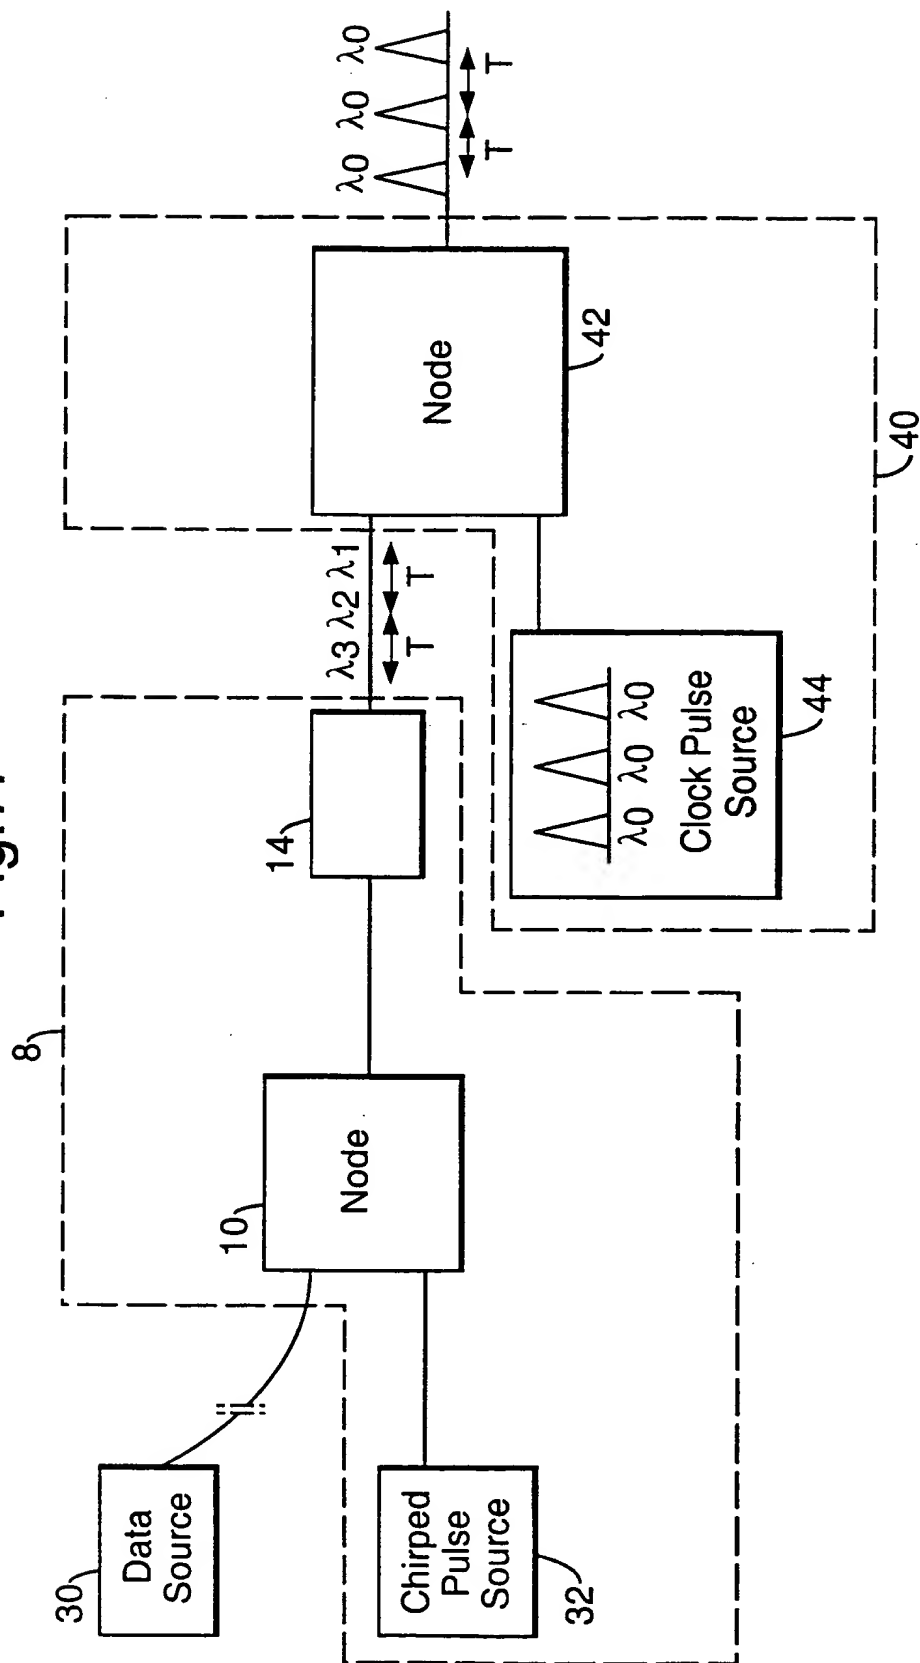 8
30
Data
Source
10
Node
14
λ3 λ2 λ1
T T
Node
42
λ0 λ0 λ0
T T
Chirped
Pulse
Source
32
λ0 λ0 λ0
Clock Pulse
Source
44
40